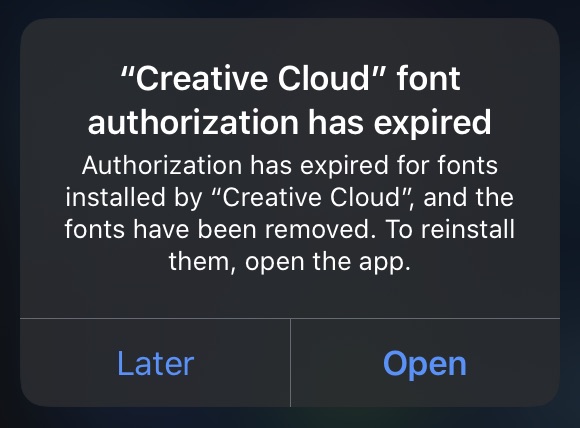 “Creative Cloud” font
authorization has expired
Authorization has expired for fonts
installed by “Creative Cloud”, and the
fonts have been removed. To reinstall
them, open the app.
Later
Open